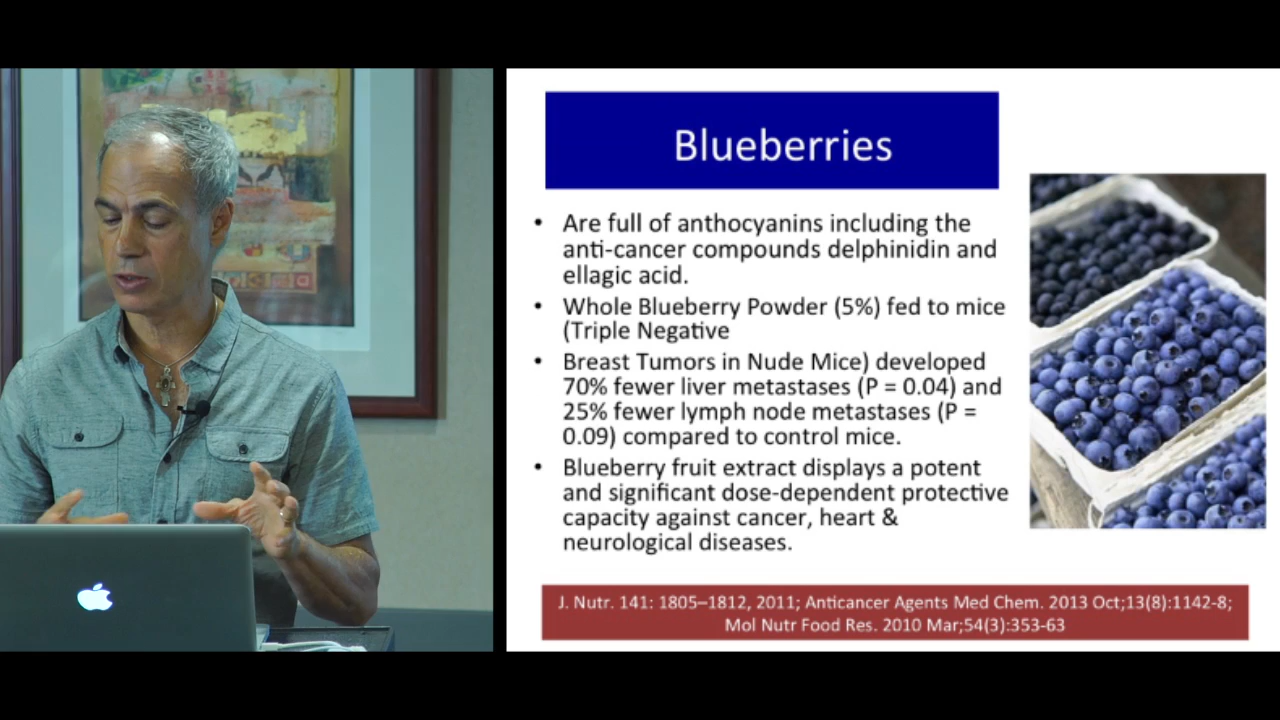 Blueberries
• Are full of anthocyanins including the
anti-cancer compounds delphinidin and
ellagic acid.
• Whole Blueberry Powder (5%) fed to mice
(Triple Negative
• Breast Tumors in Nude Mice) developed
70% fewer liver metastases (P = 0.04) and
25% fewer lymph node metastases (P =
0.09) compared to control mice.
• Blueberry fruit extract displays a potent
and significant dose-dependent protective
capacity against cancer, heart &
neurological diseases.
J. Nutr. 141: 1805–1812, 2011; Anticancer Agents Med Chem. 2013 Oct;13(8):1142-8;
Mol Nutr Food Res. 2010 Mar;54(3):353-63